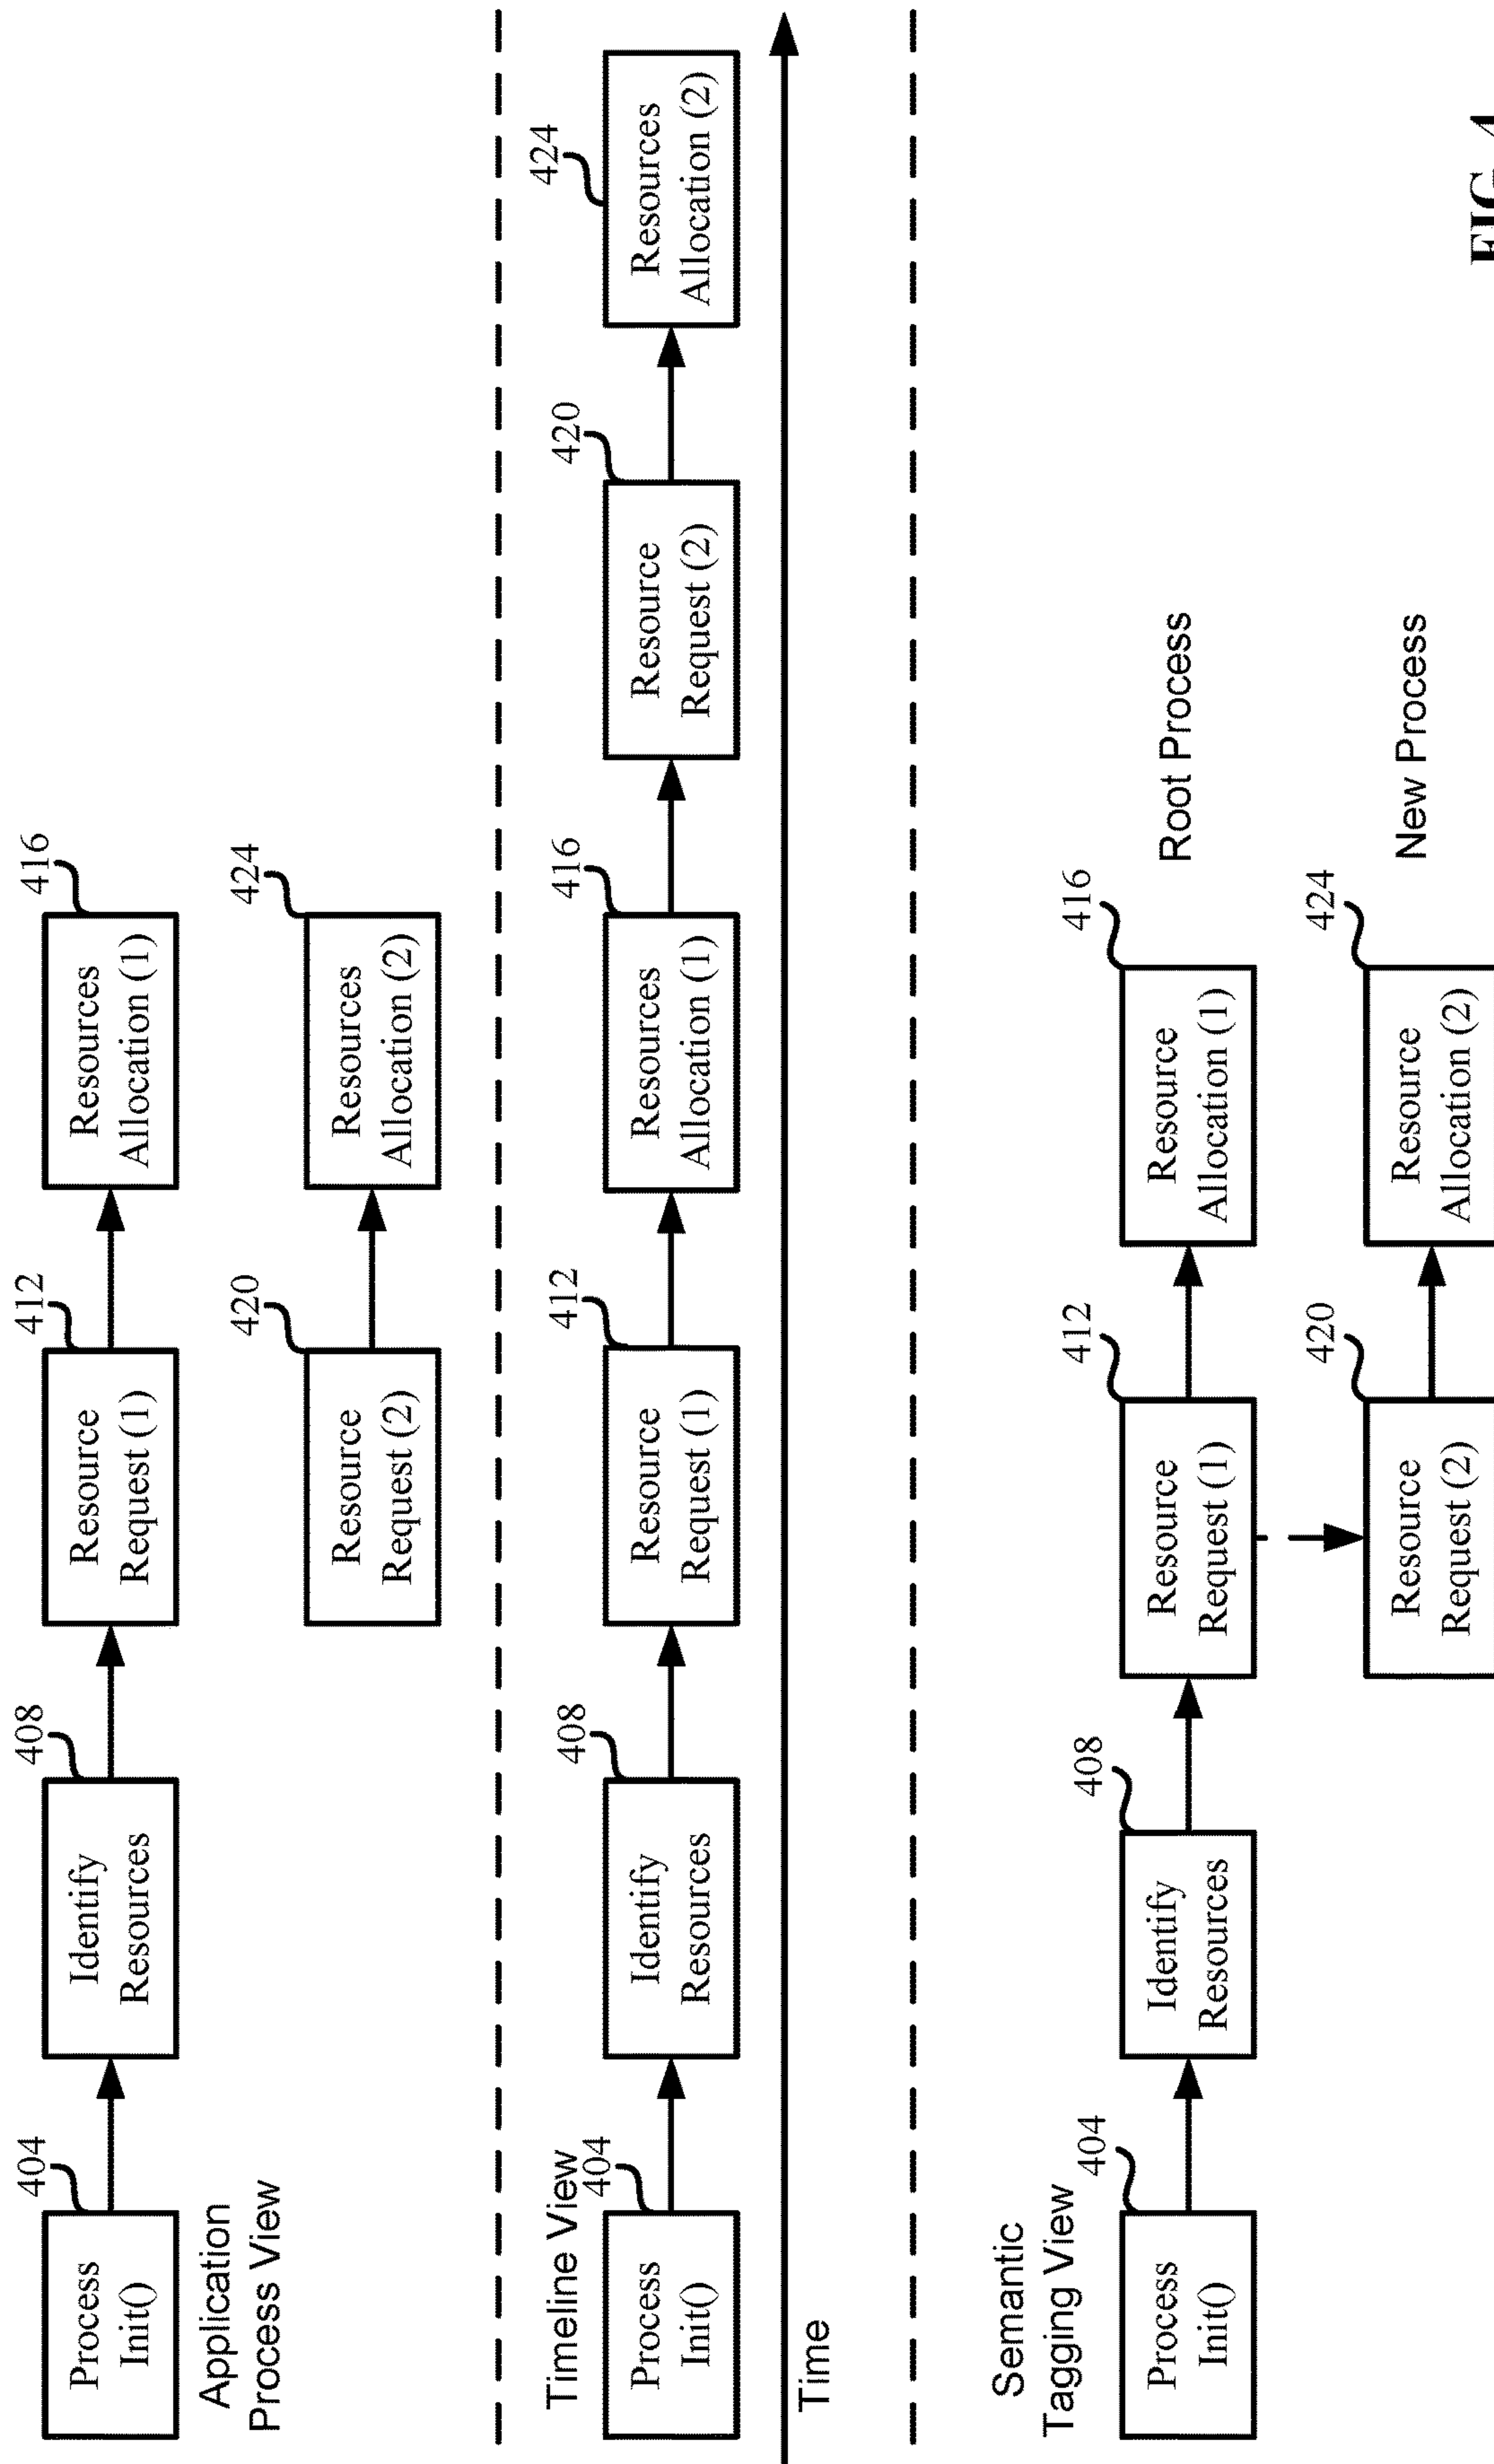 404
408
412
416
Process
Init()
Identify
Resources
Resource
Request (1)
Resources
Allocation (1)
Application
Process View
420
424
Resource
Request (2)
Resources
Allocation (2)
Timeline View
404
408
412
416
420
424
Process
Init()
Identify
Resources
Resource
Request (1)
Resources
Allocation (1)
Resource
Request (2)
Resources
Allocation (2)
Time
Semantic
Tagging View
404
408
412
416
Process
Init()
Identify
Resources
Resource
Request (1)
Resource
Allocation (1)
Root Process
420
424
Resource
Request (2)
Resource
Allocation (2)
New Process